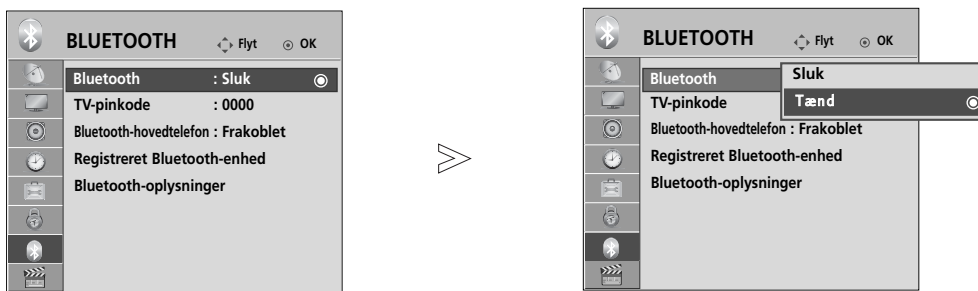 BLUETOOTH Flyt OK
Bluetooth : Sluk
TV-pinkode : 0000
Bluetooth-hovedtelefon : Frakoblet
Registreret Bluetooth-enhed
Bluetooth-oplysninger
BLUETOOTH Flyt OK
Bluetooth Sluk
TV-pinkode Tænd
Bluetooth-hovedtelefon : Frakoblet
Registreret Bluetooth-enhed
Bluetooth-oplysninger